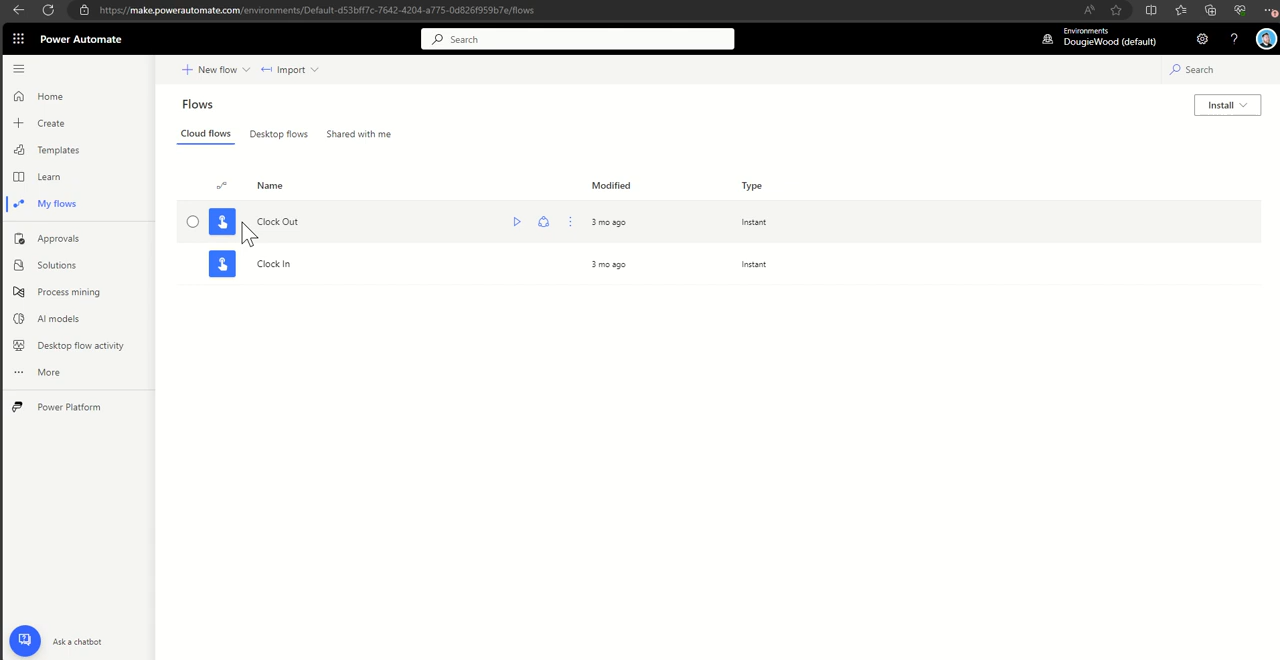 https://make.powerautomate.com/environments/Default-d53bff7c-7642-4204-a775-0d826f959b7e/flows
Power Automate
Search
Environments
DougieWood (default)
New flow
Import
Search
Home
Create
Templates
Learn
My flows
Approvals
Solutions
Process mining
AI models
Desktop flow activity
More
Power Platform
Ask a chatbot
Flows
Install
Cloud flows Desktop flows Shared with me
Name Modified Type
Clock Out 3 mo ago Instant
Clock In 3 mo ago Instant